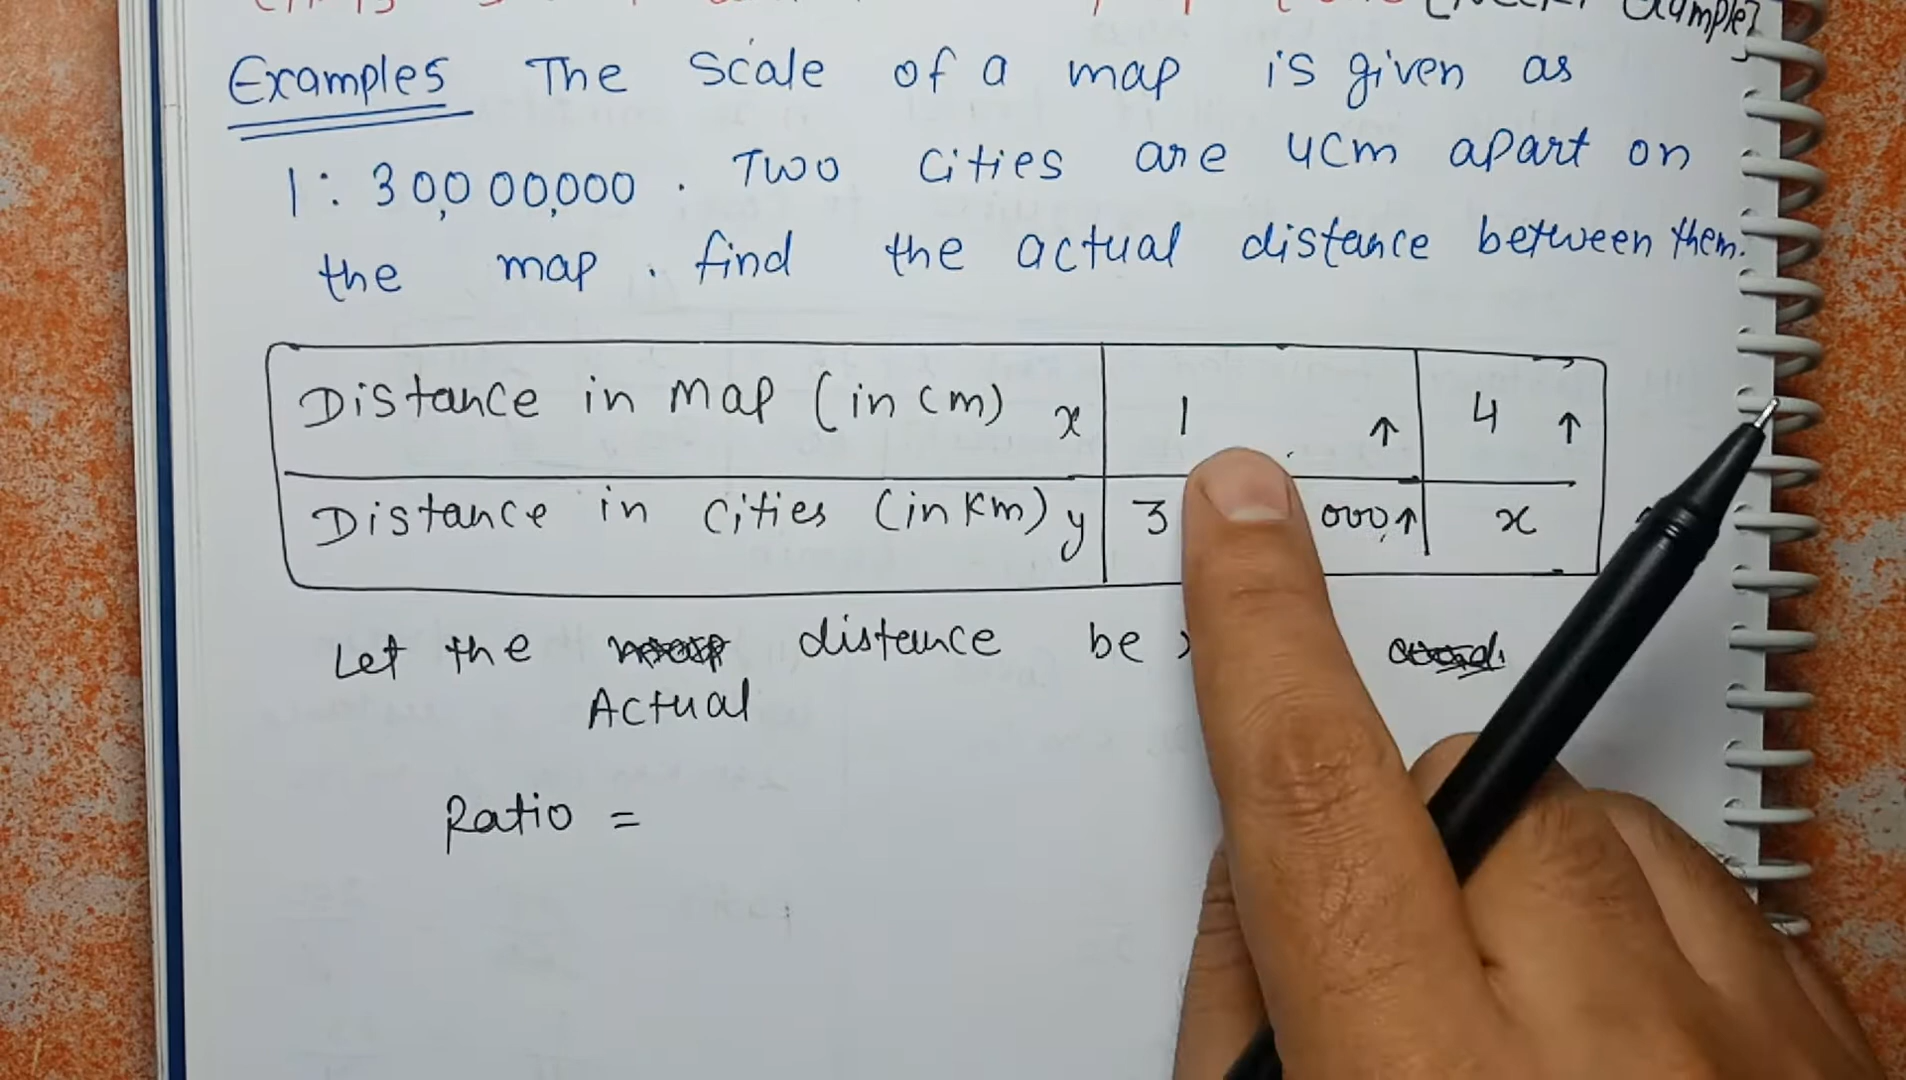 Example]
Examples The Scale of a map is given as
1 : 30,000,000 . Two Cities are 4cm apart on
the map . find the actual distance between them.
Distance in map (in cm) x 1 ↑ 4 ↑
Distance in Cities (in Km) y 3 000,↑ x
Let the distance be
Actual
Ratio =